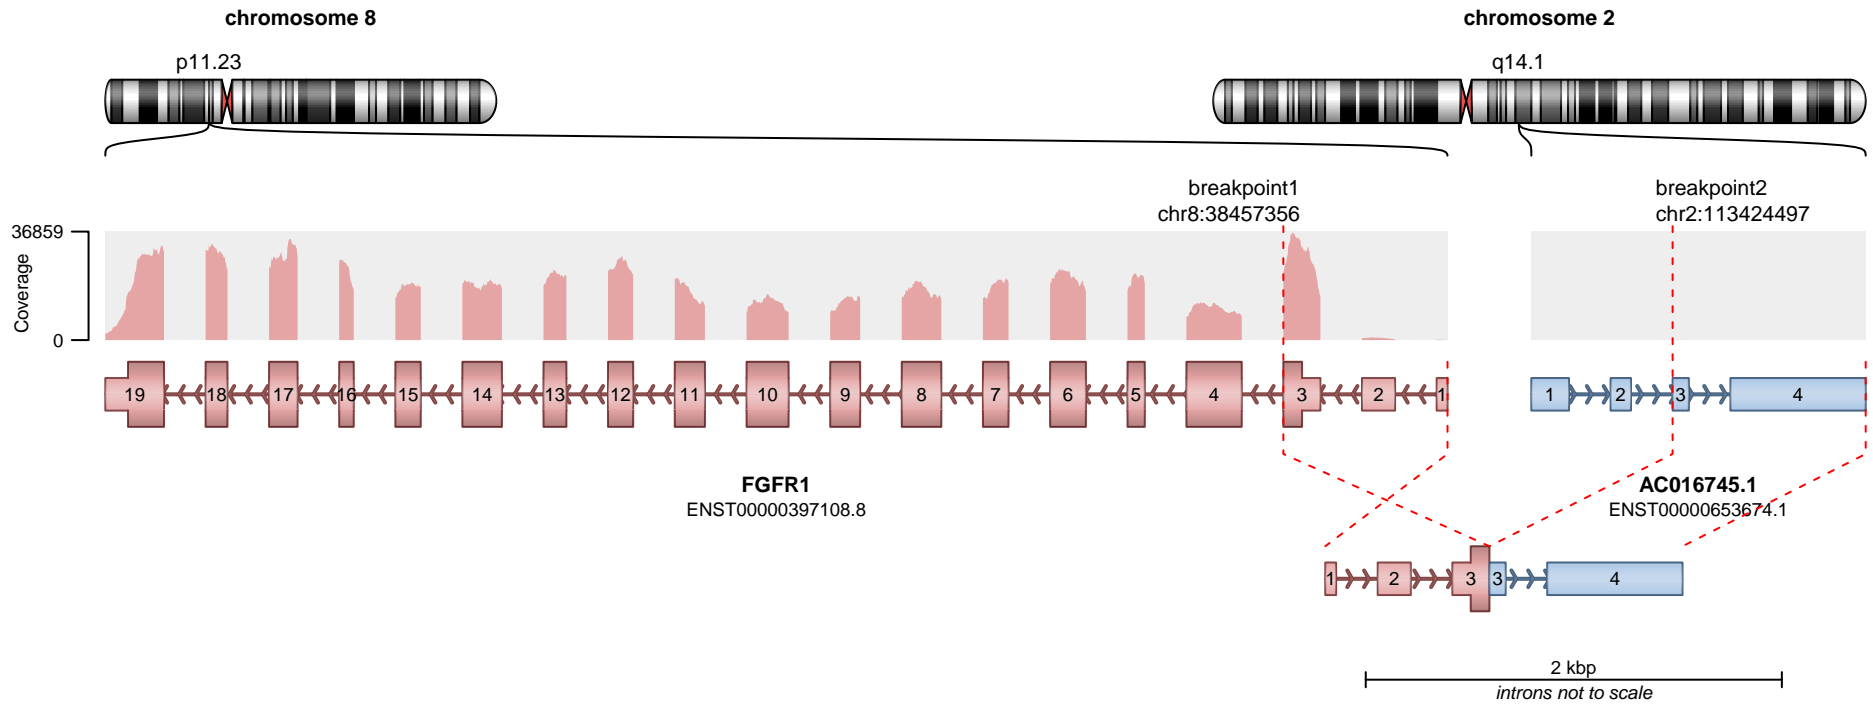 chromosome 8
chromosome 2
p11.23
q14.1
breakpoint1
chr8:38457356
breakpoint2
chr2:113424497
36859
Coverage
0
19 18 17 16 15 14 13 12 11 10 9 8 7 6 5 4 3 2 1
1 2 3 4
FGFR1
ENST00000397108.8
AC016745.1
ENST00000653674.1
1 2 3 3 4
2 kbp
introns not to scale